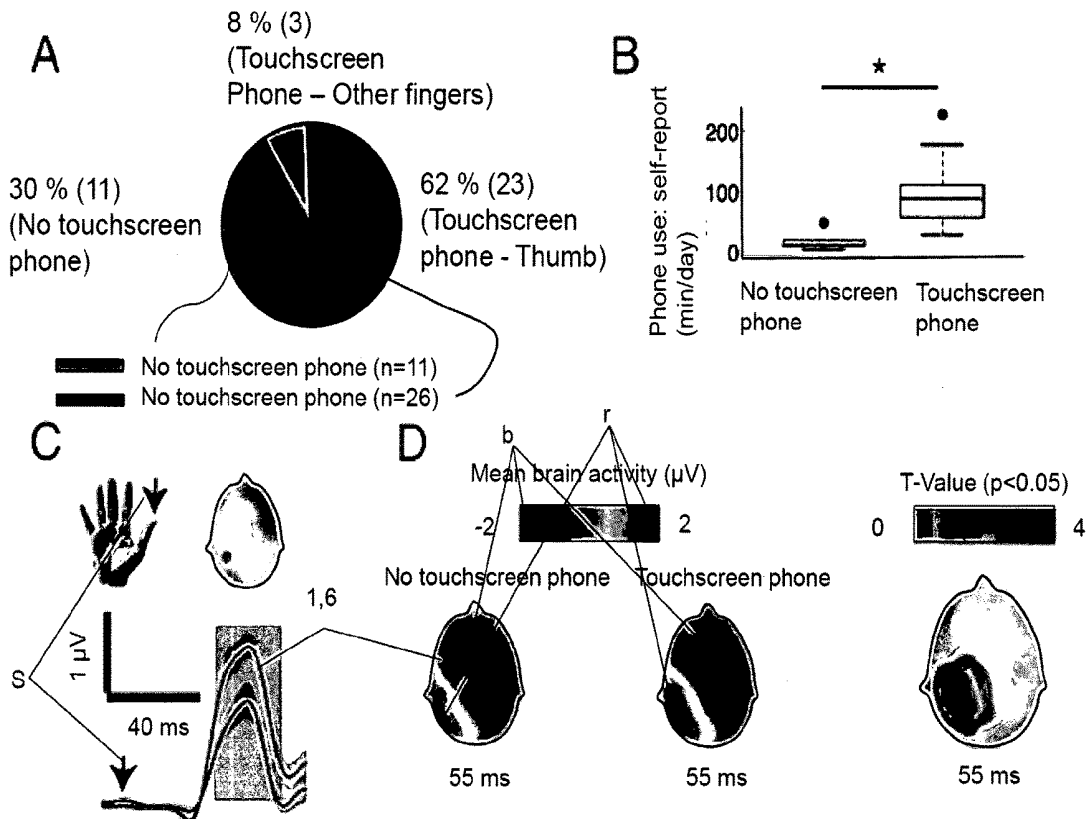 A
8 % (3)
(Touchscreen
Phone – Other fingers)
30 % (11)
(No touchscreen
phone)
62 % (23)
(Touchscreen
phone - Thumb)
No touchscreen phone (n=11)
No touchscreen phone (n=26)
B
*
Phone use: self-report
(min/day)
200
100
0
No touchscreen
phone
Touchscreen
phone
C
S
1 µV
40 ms
1,6
D
b
r
Mean brain activity (µV)
-2
2
No touchscreen phone
Touchscreen phone
55 ms
55 ms
T-Value (p<0.05)
0
4
55 ms